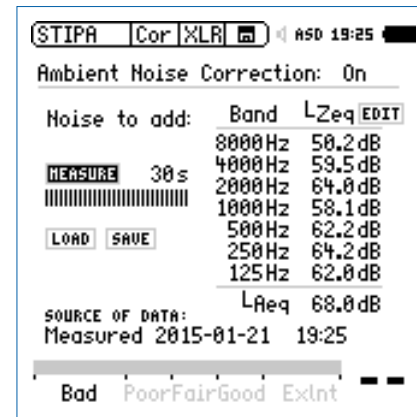 STIPA Cor XLR ASD 19:25
Ambient Noise Correction: On
Noise to add: Band LZeq EDIT
8000Hz 50.2dB
4000Hz 59.5dB
MEASURE 30s 2000Hz 64.0dB
1000Hz 58.1dB
LOAD SAVE 500Hz 62.2dB
250Hz 64.2dB
125Hz 62.0dB
LAeq 68.0dB
SOURCE OF DATA:
Measured 2015-01-21 19:25
Bad Poor Fair Good Exlnt --